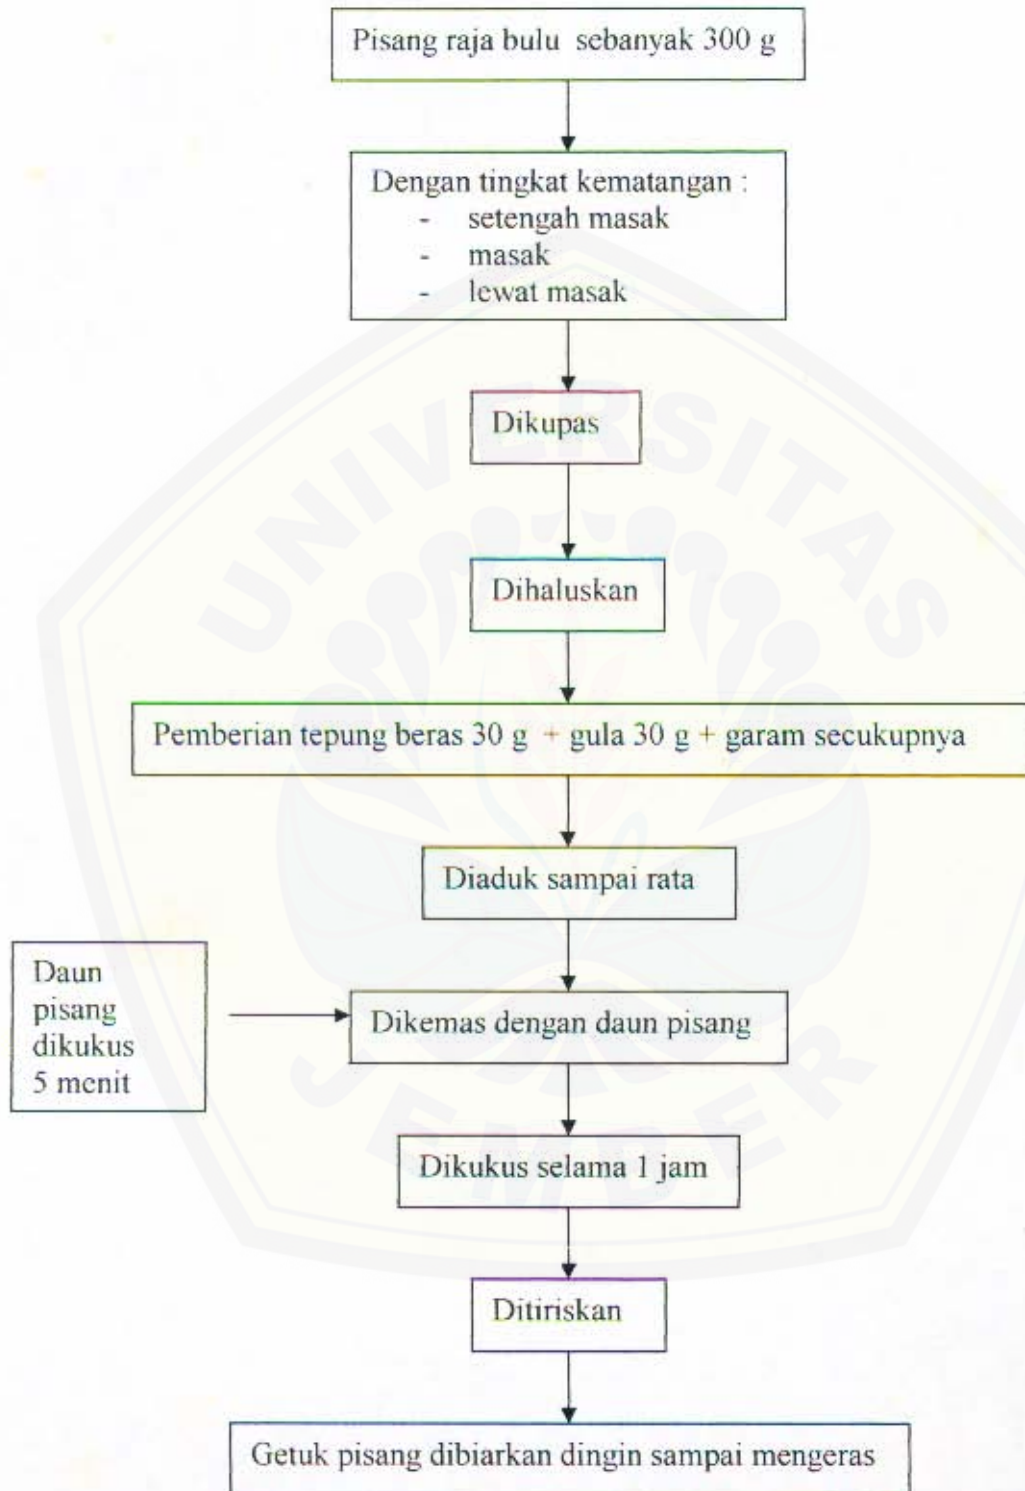 Pisang raja bulu sebanyak 300 g
Dengan tingkat kematangan :
- setengah masak
- masak
- lewat masak
Dikupas
Dihaluskan
Pemberian tepung beras 30 g + gula 30 g + garam secukupnya
Diaduk sampai rata
Daun
pisang
dikukus
5 menit
Dikemas dengan daun pisang
Dikukus selama 1 jam
Ditiriskan
Getuk pisang dibiarkan dingin sampai mengeras
UNIVERSITAS
JEMBER